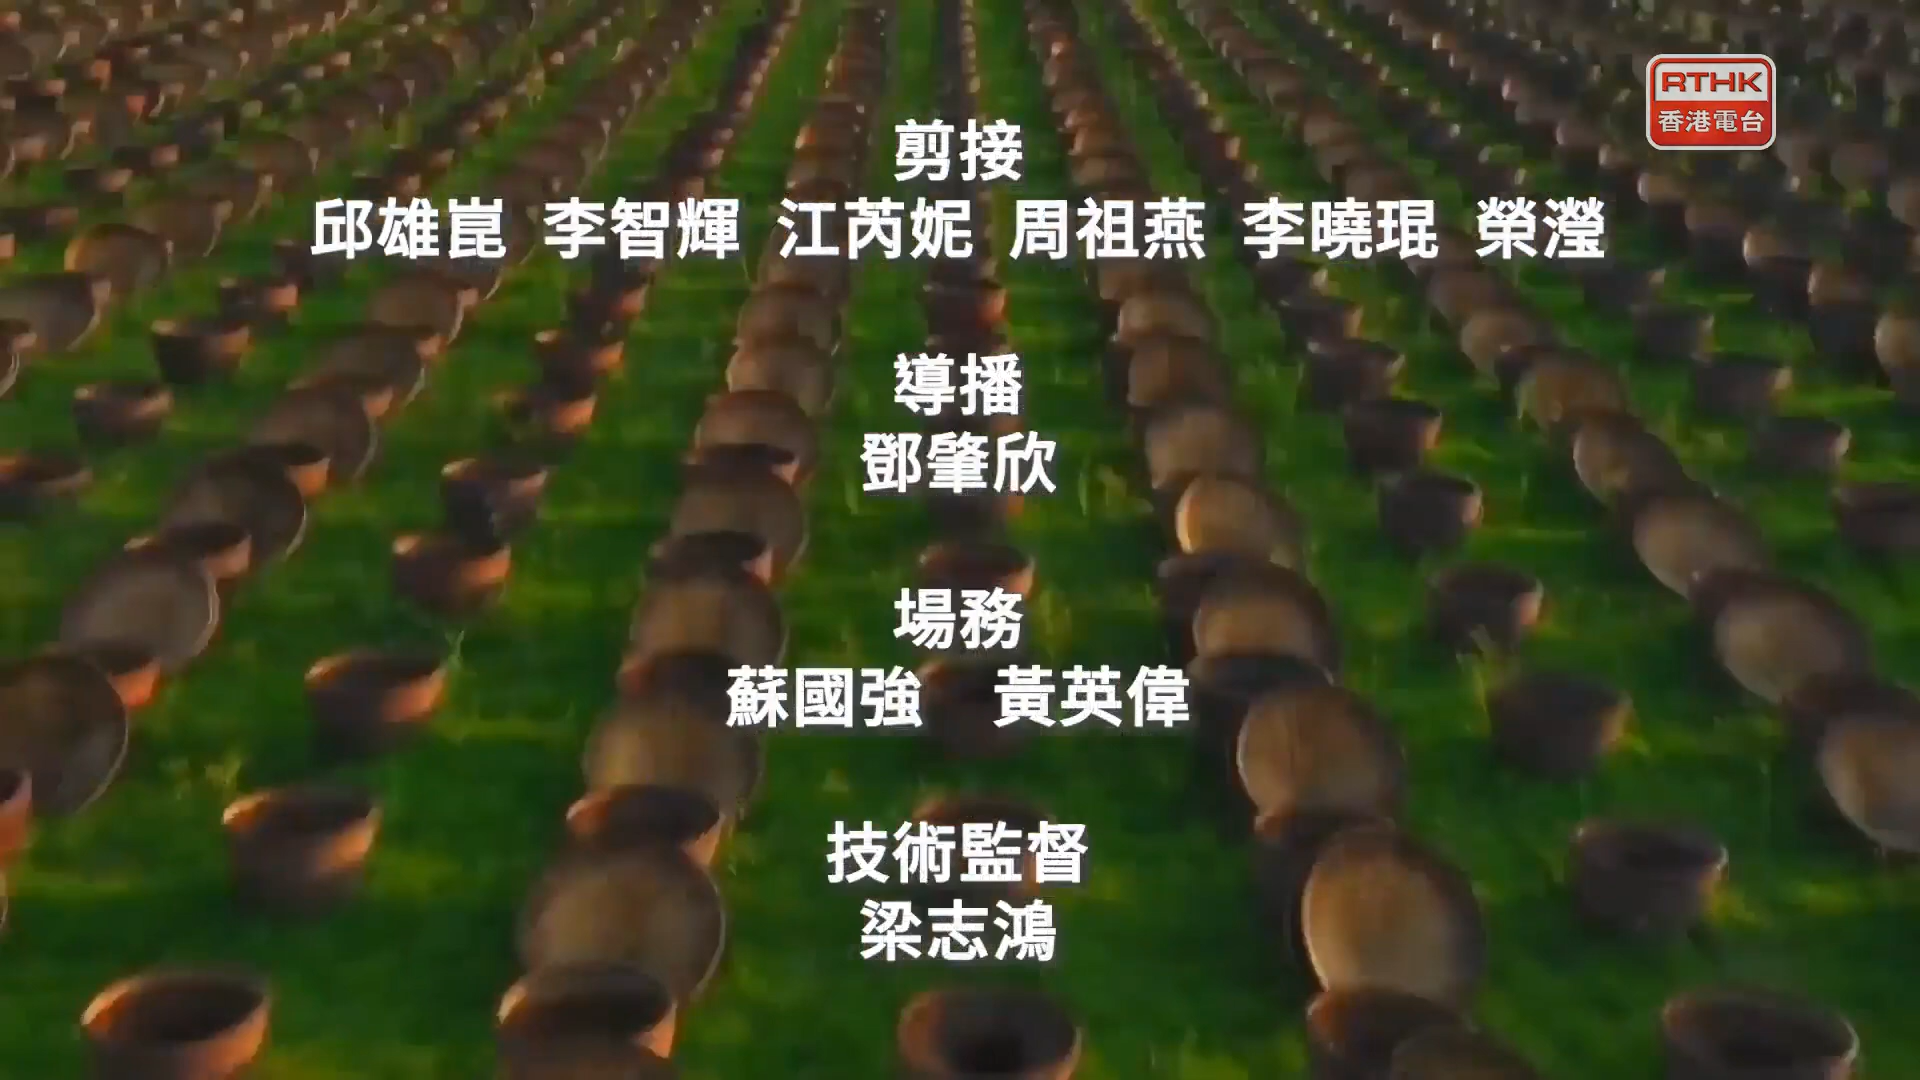 RTHK
香港電台
剪接
邱雄崑 李智輝 江芮妮 周祖燕 李曉琨 榮瀅
導播
鄧肇欣
場務
蘇國強 黃英偉
技術監督
梁志鴻